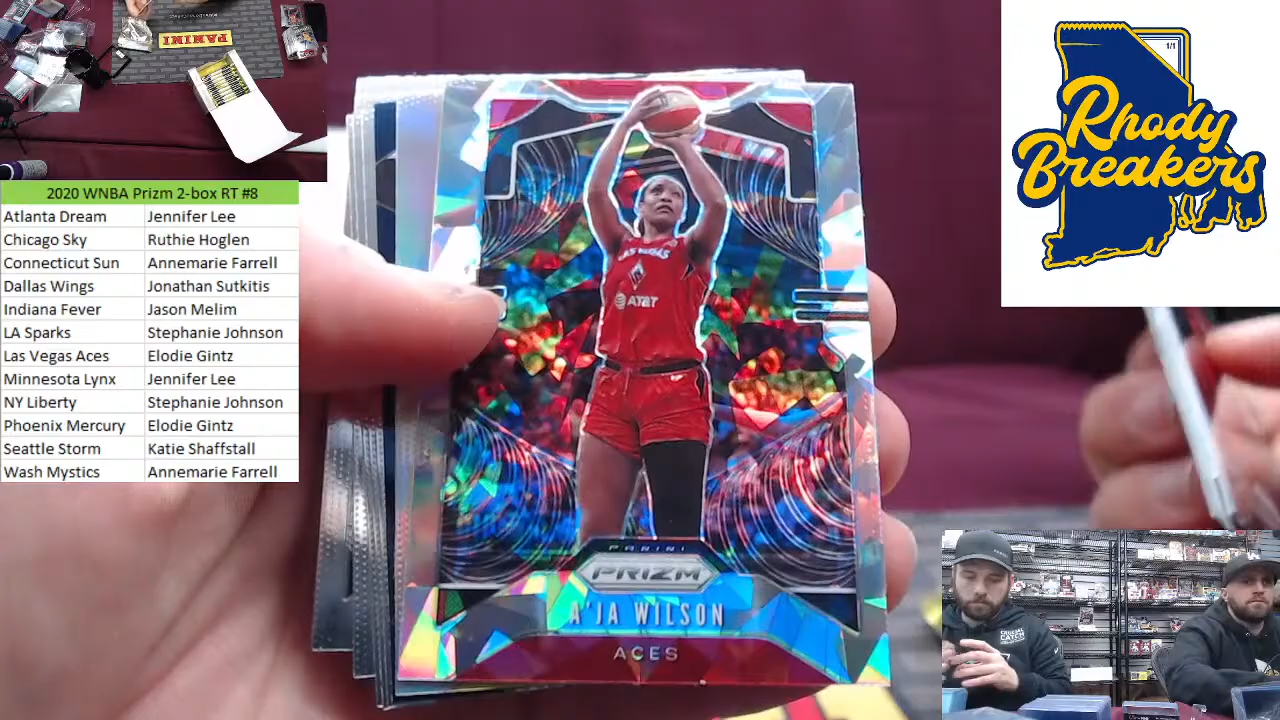 PANINI
2020 WNBA Prizm 2-box RT #8
Atlanta Dream Jennifer Lee
Chicago Sky Ruthie Hoglen
Connecticut Sun Annemarie Farrell
Dallas Wings Jonathan Sutkitis
Indiana Fever Jason Melim
LA Sparks Stephanie Johnson
Las Vegas Aces Elodie Gintz
Minnesota Lynx Jennifer Lee
NY Liberty Stephanie Johnson
Phoenix Mercury Elodie Gintz
Seattle Storm Katie Shaffstall
Wash Mystics Annemarie Farrell
LAS VEGAS
AT&T
PANINI
PRIZM
A'JA WILSON
ACES
1/1
Rhody
Breakers
CRUCIAL
CATCH